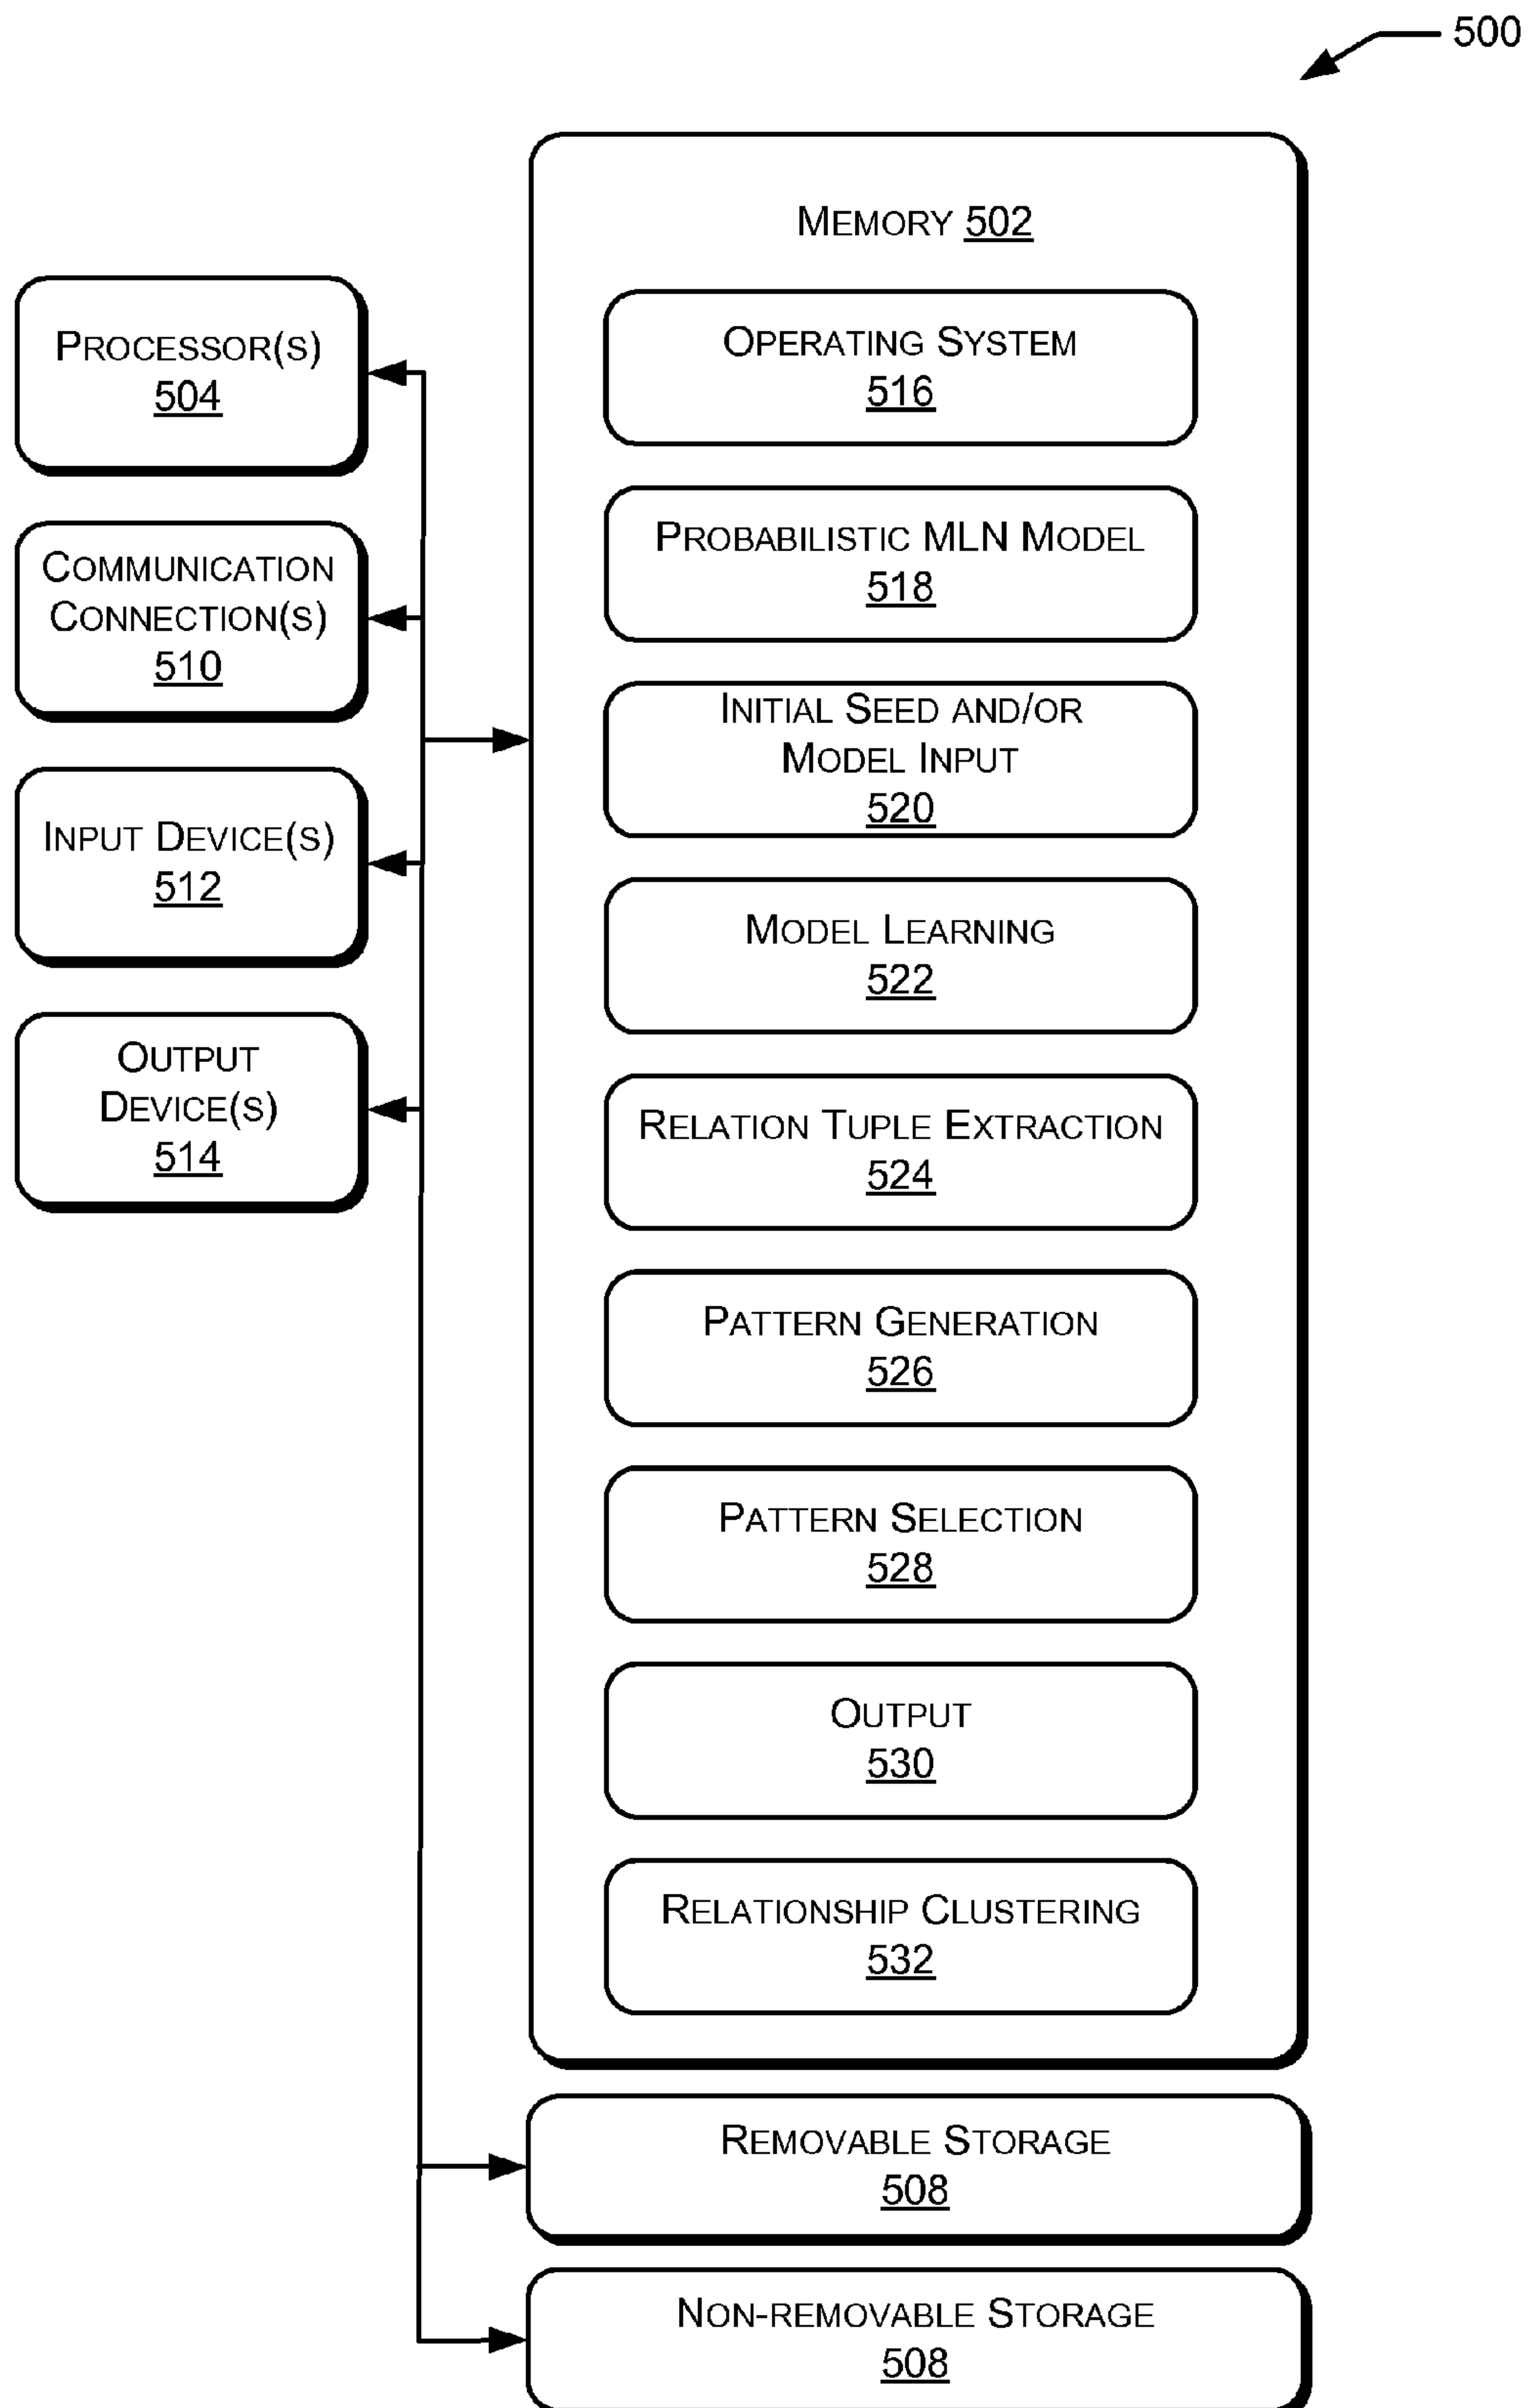 500
MEMORY 502
PROCESSOR(S)
504
COMMUNICATION
CONNECTION(S)
510
INPUT DEVICE(S)
512
OUTPUT
DEVICE(S)
514
OPERATING SYSTEM
516
PROBABILISTIC MLN MODEL
518
INITIAL SEED AND/OR
MODEL INPUT
520
MODEL LEARNING
522
RELATION TUPLE EXTRACTION
524
PATTERN GENERATION
526
PATTERN SELECTION
528
OUTPUT
530
RELATIONSHIP CLUSTERING
532
REMOVABLE STORAGE
508
NON-REMOVABLE STORAGE
508